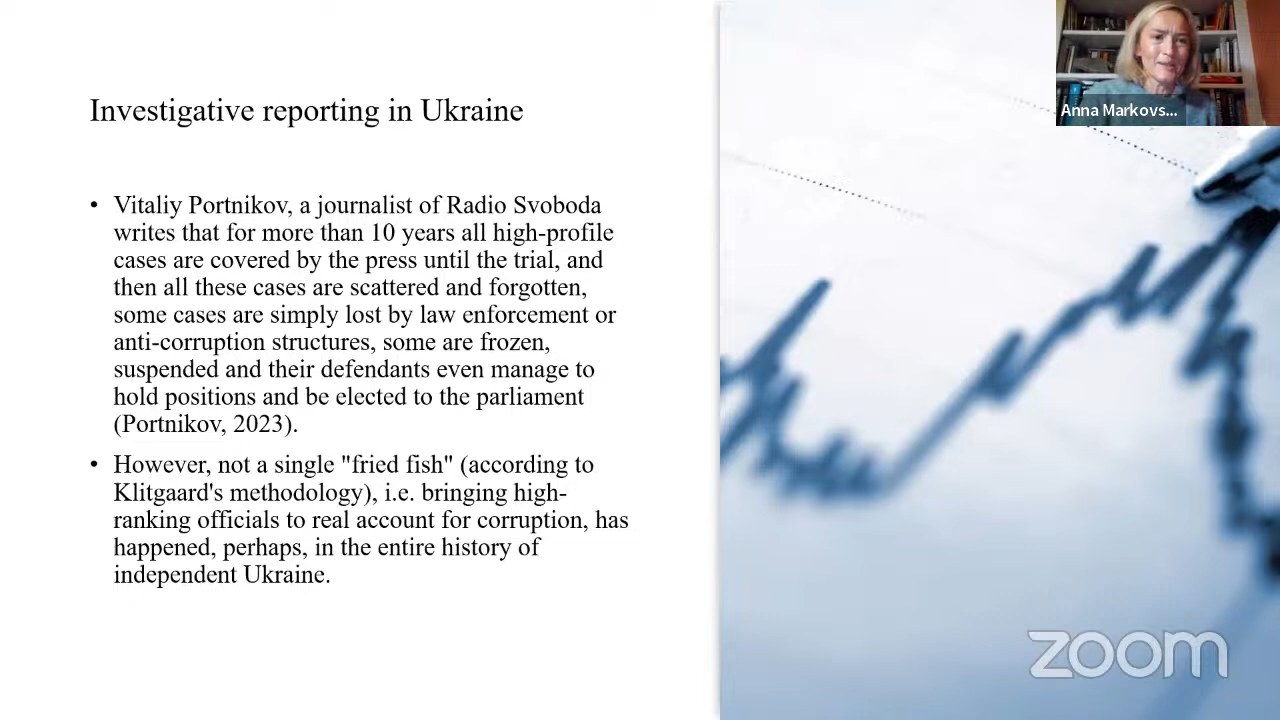 Anna Markovs...
Investigative reporting in Ukraine
• Vitaliy Portnikov, a journalist of Radio Svoboda
writes that for more than 10 years all high-profile
cases are covered by the press until the trial, and
then all these cases are scattered and forgotten,
some cases are simply lost by law enforcement or
anti-corruption structures, some are frozen,
suspended and their defendants even manage to
hold positions and be elected to the parliament
(Portnikov, 2023).
• However, not a single "fried fish" (according to
Klitgaard's methodology), i.e. bringing high-
ranking officials to real account for corruption, has
happened, perhaps, in the entire history of
independent Ukraine.
zoom